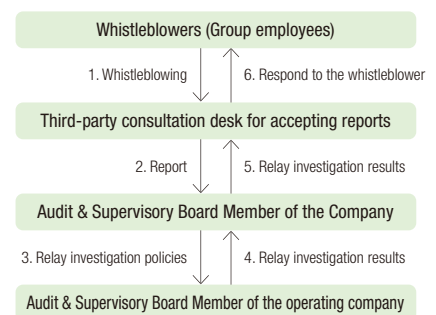 Whistleblowers (Group employees)
1. Whistleblowing
6. Respond to the whistleblower
Third-party consultation desk for accepting reports
2. Report
5. Relay investigation results
Audit & Supervisory Board Member of the Company
3. Relay investigation policies
4. Relay investigation results
Audit & Supervisory Board Member of the operating company